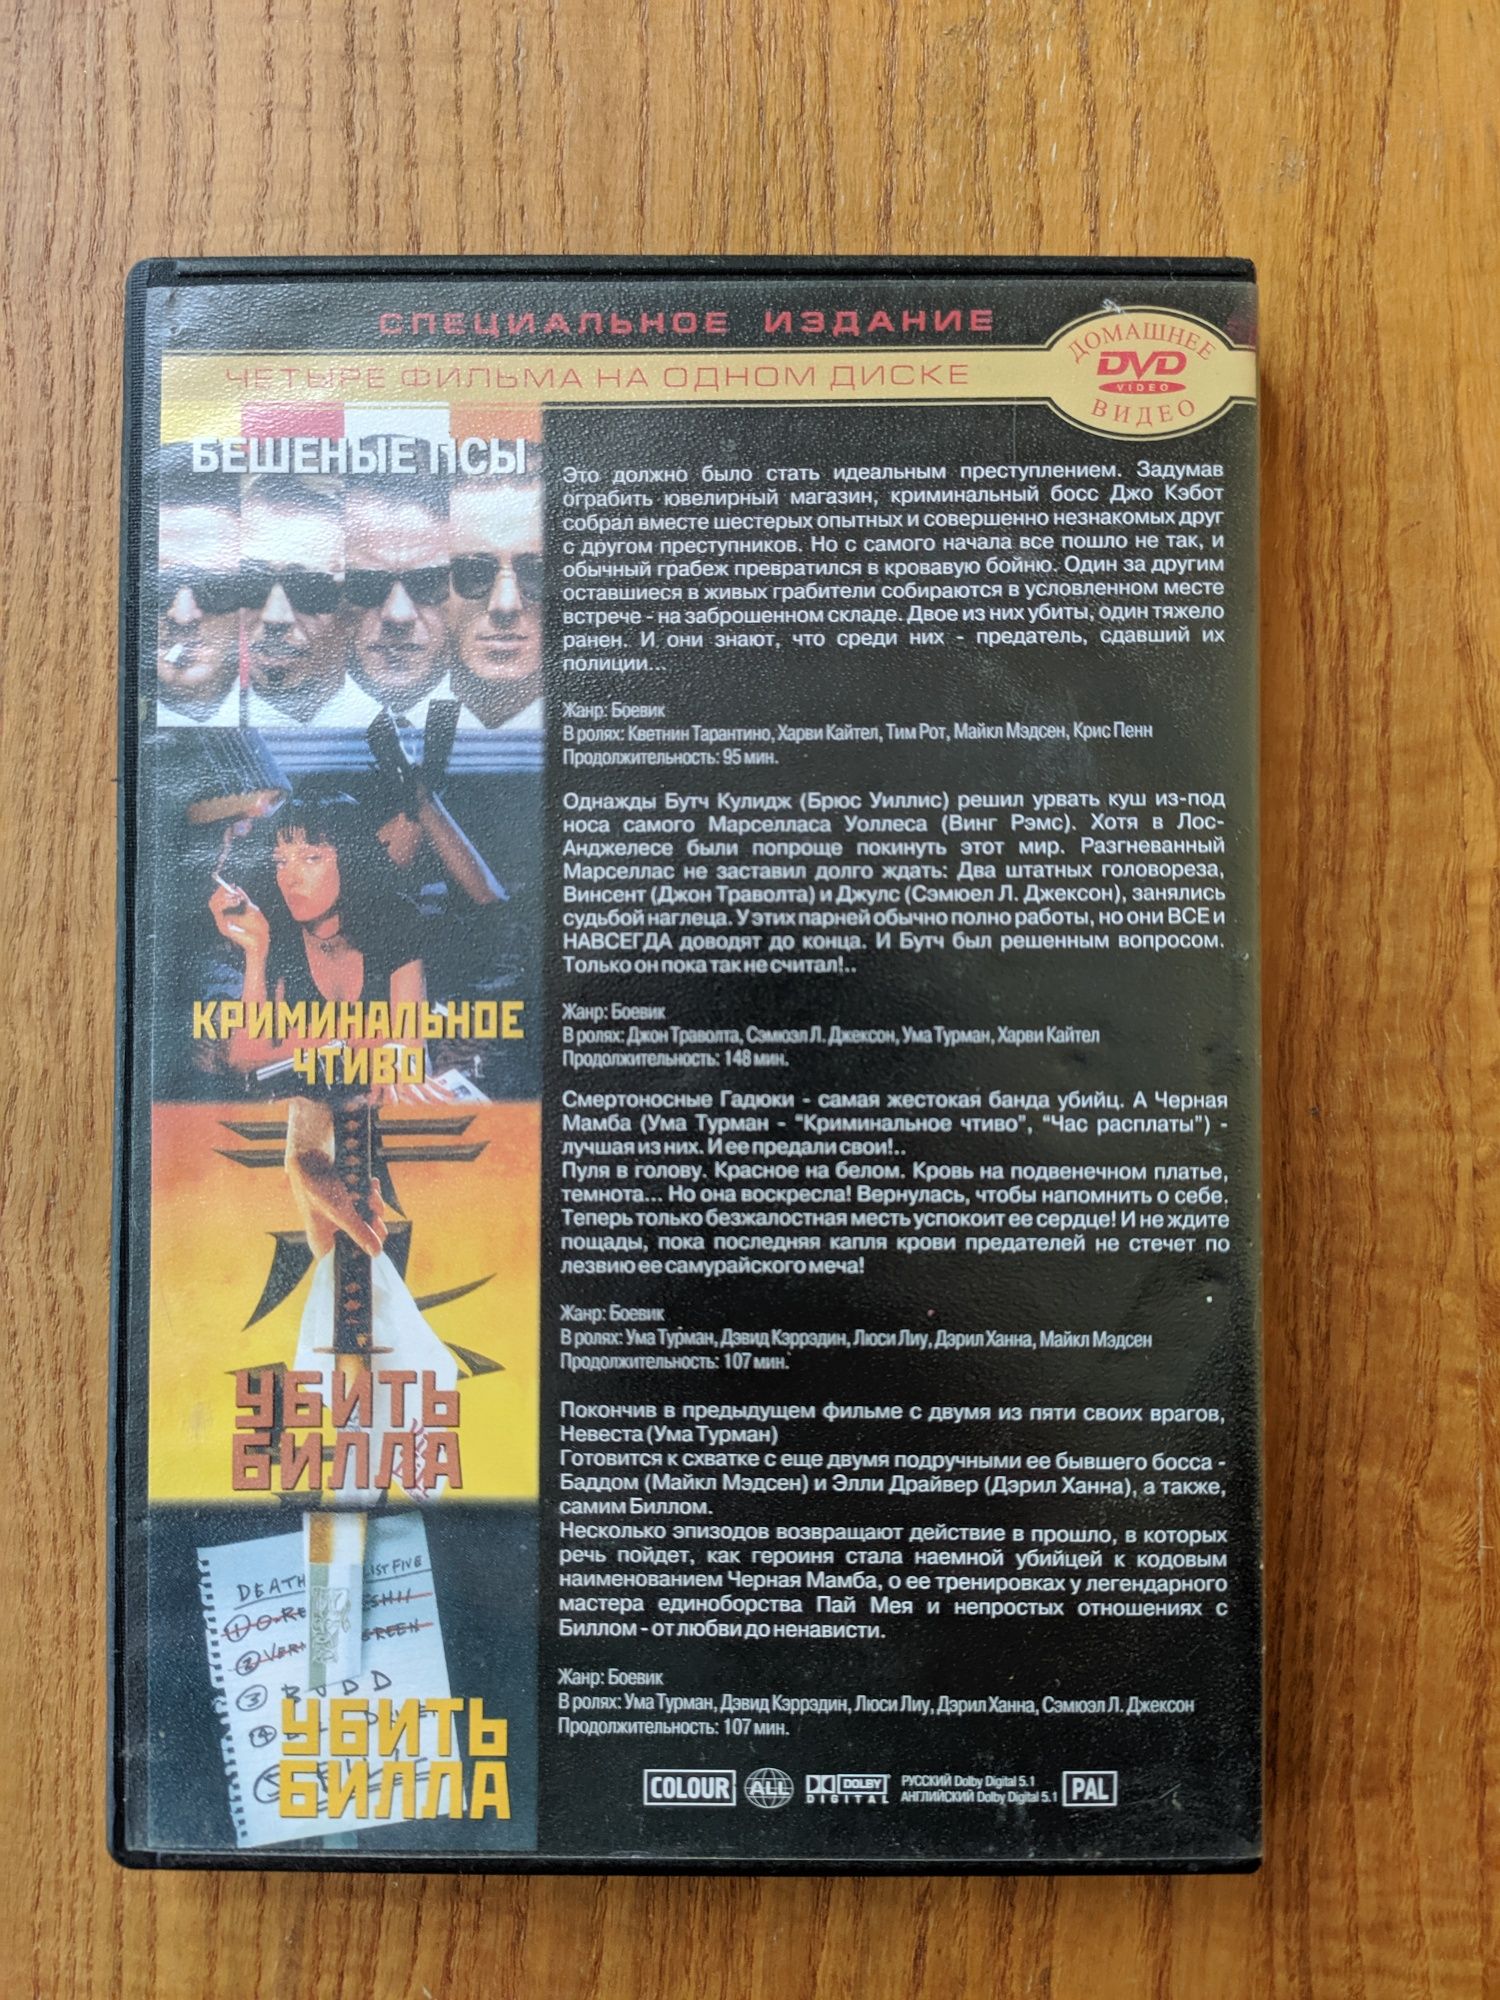 СПЕЦИАЛЬНОЕ ИЗДАНИЕ
ЧЕТЫРЕ ФИЛЬМА НА ОДНОМ ДИСКЕ
ДОМАШНЕЕ
DVD
VIDEO
ВИДЕО
БЕШЕНЫЕ ПСЫ
Это должно было стать идеальным преступлением. Задумав
ограбить ювелирный магазин, криминальный босс Джо Кэбот
собрал вместе шестерых опытных и совершенно незнакомых друг
с другом преступников. Но с самого начала все пошло не так, и
обычный грабеж превратился в кровавую бойню. Один за другим
оставшиеся в живых грабители собираются в условленном месте
встрече - на заброшенном складе. Двое из них убиты, один тяжело
ранен. И они знают, что среди них - предатель, сдавший их
полиции...
Жанр: Боевик
В ролях: Кветнин Тарантино, Харви Кайтел, Тим Рот, Майкл Мэдсен, Крис Пенн
Продолжительность: 95 мин.
Однажды Бутч Кулидж (Брюс Уиллис) решил урвать куш из-под
носа самого Марселласа Уоллеса (Винг Рэмс). Хотя в Лос-
Анджелесе были попроще покинуть этот мир. Разгневанный
Марселлас не заставил долго ждать: Два штатных головореза,
Винсент (Джон Траволта) и Джулс (Сэмюел Л. Джексон), занялись
судьбой наглеца. У этих парней обычно полно работы, но они ВСЕ и
НАВСЕГДА доводят до конца. И Бутч был решенным вопросом.
Только он пока так не считал!..
КРИМИНАЛЬНОЕ
ЧТИВО
Жанр: Боевик
В ролях: Джон Траволта, Сэмюэл Л. Джексон, Ума Турман, Харви Кайтел
Продолжительность: 148 мин.
Смертоносные Гадюки - самая жестокая банда убийц. А Черная
Мамба (Ума Турман - “Криминальное чтиво”, “Час расплаты”) -
лучшая из них. И ее предали свои!..
Пуля в голову. Красное на белом. Кровь на подвенечном платье,
темнота... Но она воскресла! Вернулась, чтобы напомнить о себе.
Теперь только безжалостная месть успокоит ее сердце! И не ждите
пощады, пока последняя капля крови предателей не стечет по
лезвию ее самурайского меча!
Жанр: Боевик
В ролях: Ума Турман, Дэвид Кэррэдин, Люси Лиу, Дэрил Ханна, Майкл Мэдсен
Продолжительность: 107 мин.
УБИТЬ
БИЛЛА
Покончив в предыдущем фильме с двумя из пяти своих врагов,
Невеста (Ума Турман)
Готовится к схватке с еще двумя подручными ее бывшего босса -
Баддом (Майкл Мэдсен) и Элли Драйвер (Дэрил Ханна), а также,
самим Биллом.
Несколько эпизодов возвращают действие в прошло, в которых
речь пойдет, как героиня стала наемной убийцей к кодовым
наименованием Черная Мамба, о ее тренировках у легендарного
мастера единоборства Пай Мея и непростых отношениях с
Биллом - от любви до ненависти.
DEATH LIST FIVE
1 O-RE ISHII
2 VER GREEN
3 BUDD
4
5
УБИТЬ
БИЛЛА
Жанр: Боевик
В ролях: Ума Турман, Дэвид Кэррэдин, Люси Лиу, Дэрил Ханна, Сэмюэл Л. Джексон
Продолжительность: 107 мин.
COLOUR ALL DOLBY DIGITAL РУССКИЙ Dolby Digital 5.1 PAL
АНГЛИЙСКИЙ Dolby Digital 5.1